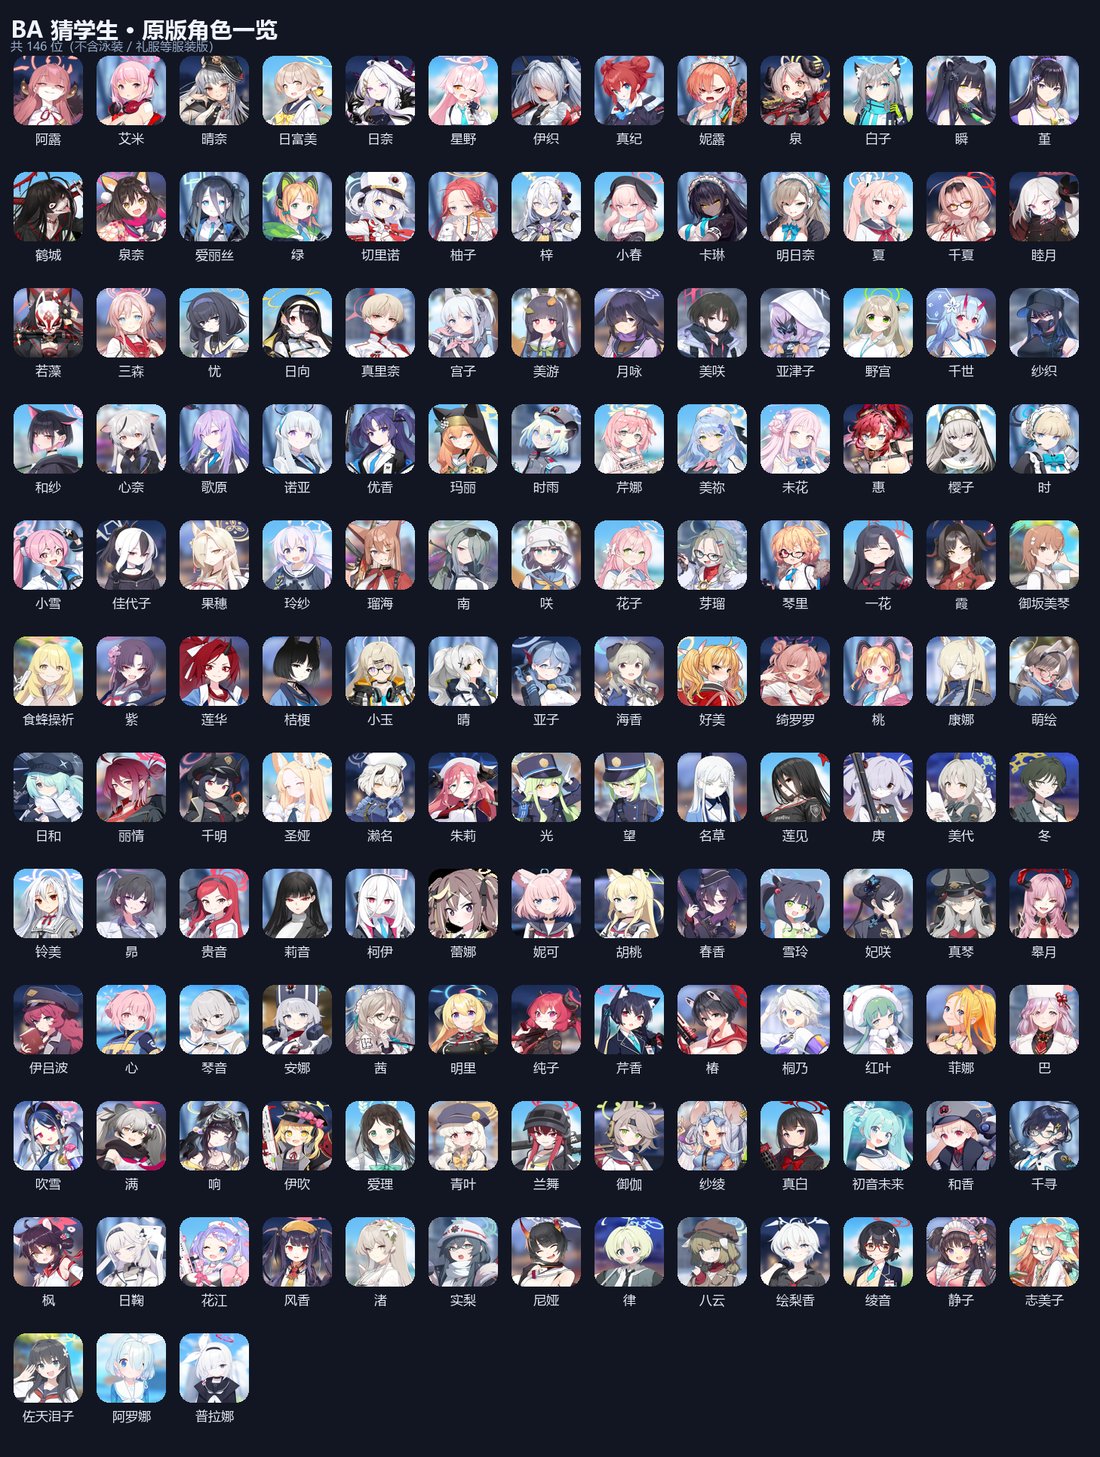 BA 猜学生 • 原版角色一览
共 146 位（不含泳装 / 礼服等服装版）
阿露 艾米 晴奈 日富美 日奈 星野 伊织 真纪 妮露 泉 白子 瞬 堇
鹤城 泉奈 爱丽丝 绿 切里诺 柚子 梓 小春 卡琳 明日奈 夏 千夏 睦月
若藻 三森 忧 日向 真里奈 宫子 美游 月咏 美咲 亚津子 野宫 千世 纱织
和纱 心奈 歌原 诺亚 优香 玛丽 时雨 芹娜 美祢 未花 惠 樱子 时
小雪 佳代子 果穗 玲纱 瑠海 南 咲 花子 芽瑠 琴里 一花 霞 御坂美琴
食蜂操祈 紫 莲华 桔梗 小玉 晴 亚子 海香 好美 绮罗罗 桃 康娜 萌绘
日和 丽情 千明 圣娅 濑名 朱莉 光 望 名草 莲见 庚 美代 冬
铃美 昴 贵音 莉音 柯伊 蕾娜 妮可 胡桃 春香 雪玲 妃咲 真琴 皋月
伊吕波 心 琴音 安娜 茜 明里 纯子 芹香 椿 桐乃 红叶 菲娜 巴
吹雪 满 响 伊吹 爱理 青叶 兰舞 御伽 纱绫 真白 初音未来 和香 千寻
枫 日鞠 花江 风香 渚 实梨 尼娅 律 八云 绘梨香 绫音 静子 志美子
佐天泪子 阿罗娜 普拉娜